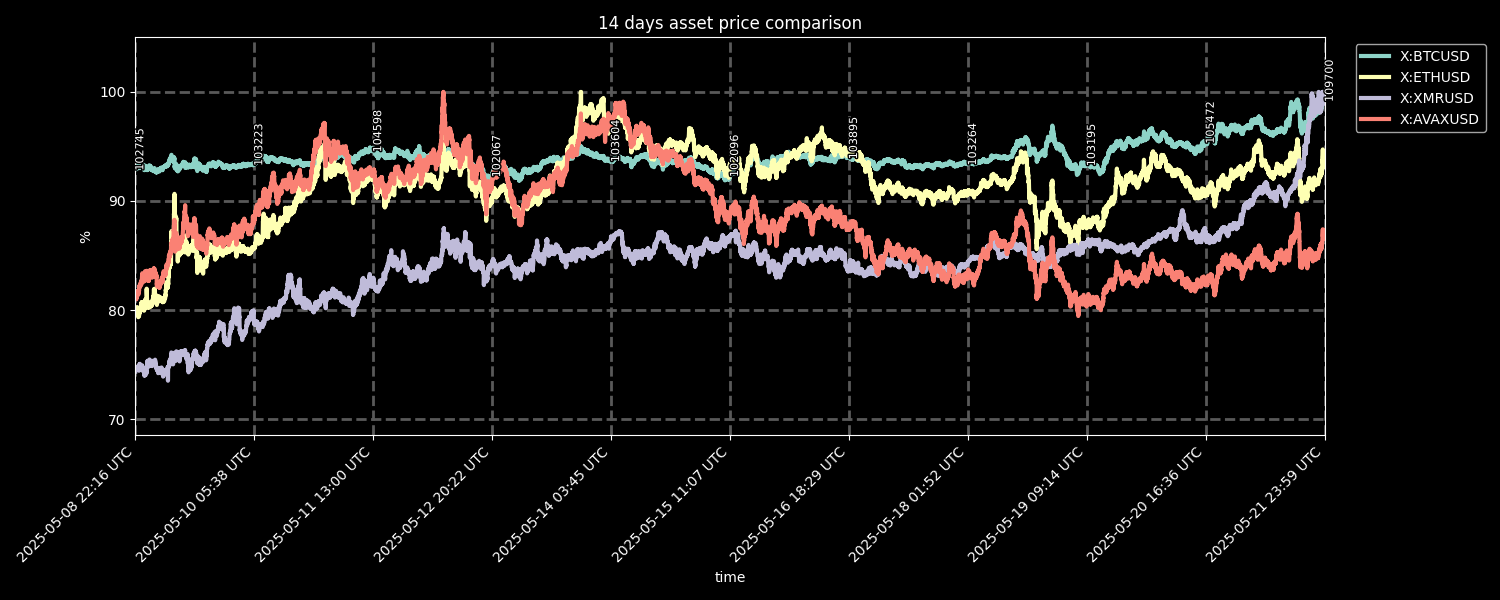 14 days asset price comparison
X:BTCUSD
X:ETHUSD
X:XMRUSD
X:AVAXUSD
%
100
90
80
70
102745
103223
104598
102067
103604
102096
103895
103264
103195
105472
109700
2025-05-08 22:16 UTC
2025-05-10 05:38 UTC
2025-05-11 13:00 UTC
2025-05-12 20:22 UTC
2025-05-14 03:45 UTC
2025-05-15 11:07 UTC
2025-05-16 18:29 UTC
2025-05-18 01:52 UTC
2025-05-19 09:14 UTC
2025-05-20 16:36 UTC
2025-05-21 23:59 UTC
time